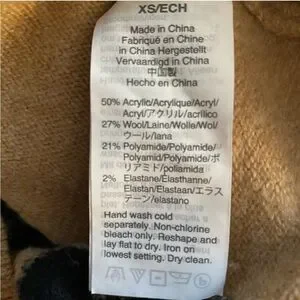 XS/ECH
Made in China
Fabriqué en Chine
in China Hergestellt
Vervaardigd in China
中国製
Hecho en China
50% Acrylic/Acrylique/Acryl/
Acryl/アクリル/acrílico
27% Wool/Laine/Wolle/Wol/
ウール/lana
21% Polyamide/Polyamide/
Polyamid/Polyamide/ポ
リアミド/poliamida
2% Elastane/Élasthanne/
Elastan/Elastaan/エラス
テーン/elastano
Hand wash cold
separately. Non-chlorine
bleach only. Reshape and
lay flat to dry. Iron on
lowest setting. Dry clean.